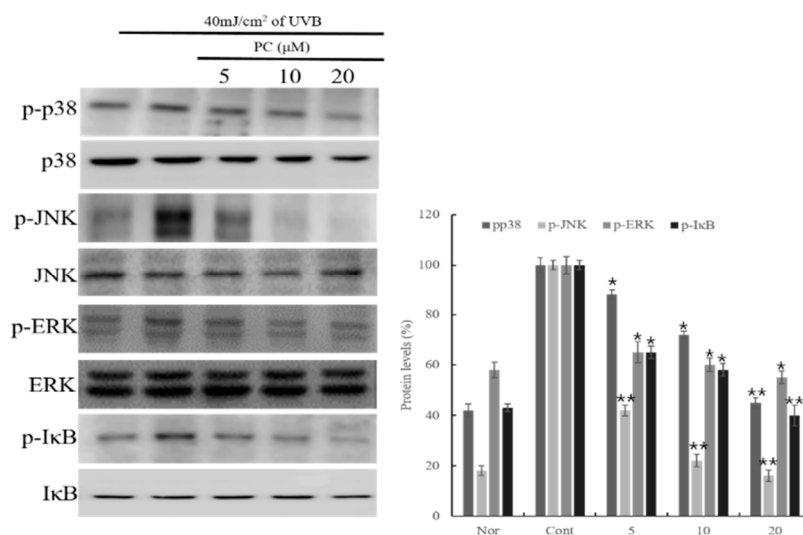 40mJ/cm² of UVB
PC (μM)
5 10 20
p-p38
p38
p-JNK
JNK
p-ERK
ERK
p-IκB
IκB
120
100
80
60
40
20
0
Protein levels (%)
pp38 p-JNK p-ERK p-IκB
* * ** *
* ** * *
** ** * **
Nor Cont 5 10 20